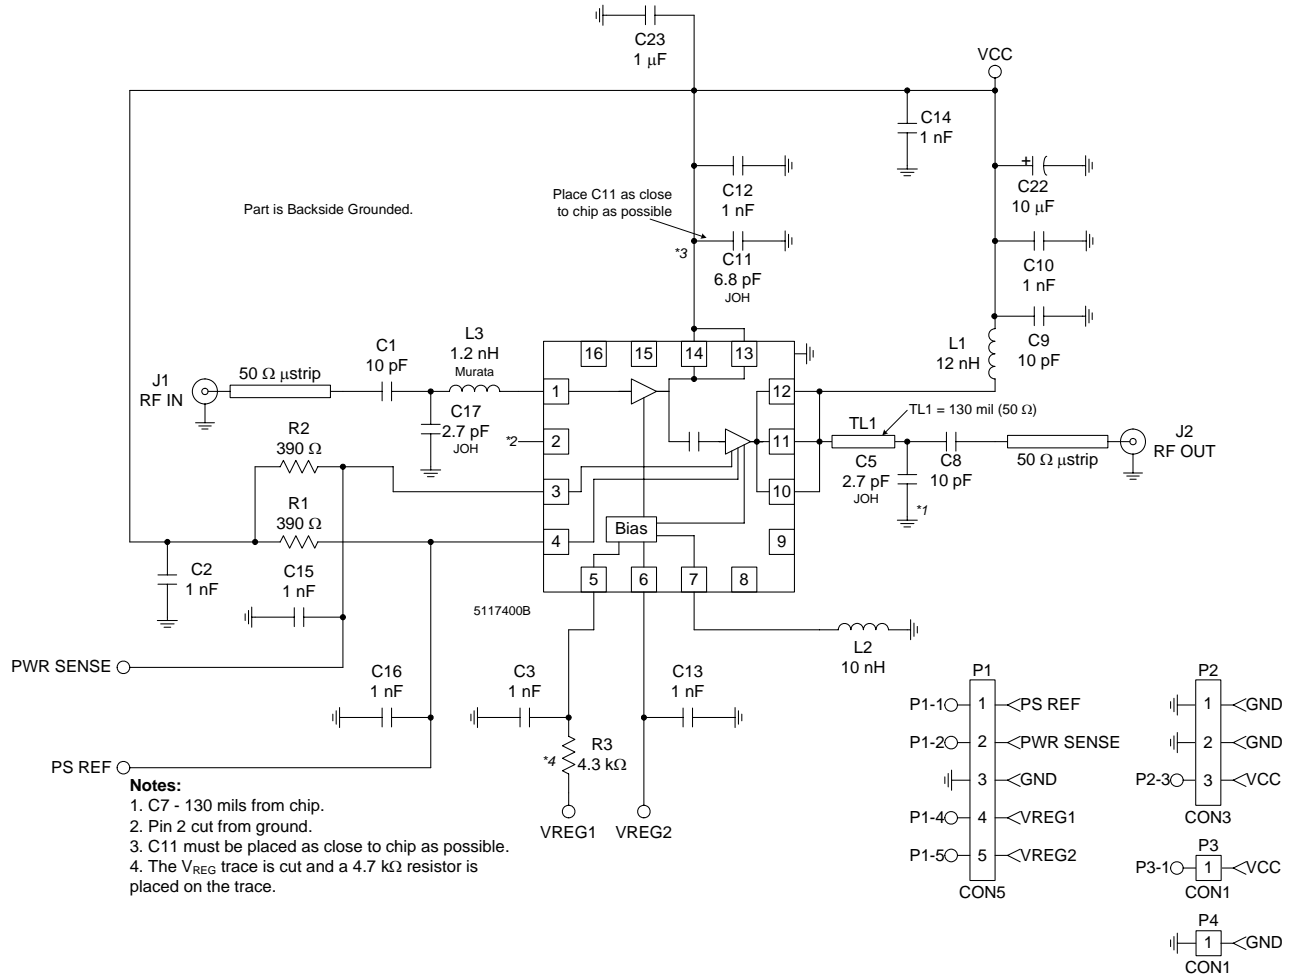 C23
1 μF
VCC
C14
1 nF
C12
1 nF
+
C22
10 μF
Place C11 as close
to chip as possible
Part is Backside Grounded.
*3
C11
6.8 pF
JOH
C10
1 nF
L1
12 nH
C9
10 pF
J1
RF IN
50 Ω μstrip
C1
10 pF
L3
1.2 nH
Murata
C17
2.7 pF
JOH
16
15
14
13
1
2
3
4
5
6
7
8
9
10
11
12
*2
Bias
TL1
TL1 = 130 mil (50 Ω)
C5
2.7 pF
JOH
*1
C8
10 pF
50 Ω μstrip
J2
RF OUT
R2
390 Ω
R1
390 Ω
C2
1 nF
C15
1 nF
5117400B
L2
10 nH
PWR SENSE
C16
1 nF
C3
1 nF
C13
1 nF
PS REF
*4
R3
4.3 kΩ
VREG1
VREG2
Notes:
1. C7 - 130 mils from chip.
2. Pin 2 cut from ground.
3. C11 must be placed as close to chip as possible.
4. The VREG trace is cut and a 4.7 kΩ resistor is
placed on the trace.
P1
P1-1 1 PS REF
P1-2 2 PWR SENSE
3 GND
P1-4 4 VREG1
P1-5 5 VREG2
CON5
P2
1 GND
2 GND
P2-3 3 VCC
CON3
P3
P3-1 1 VCC
CON1
P4
1 GND
CON1